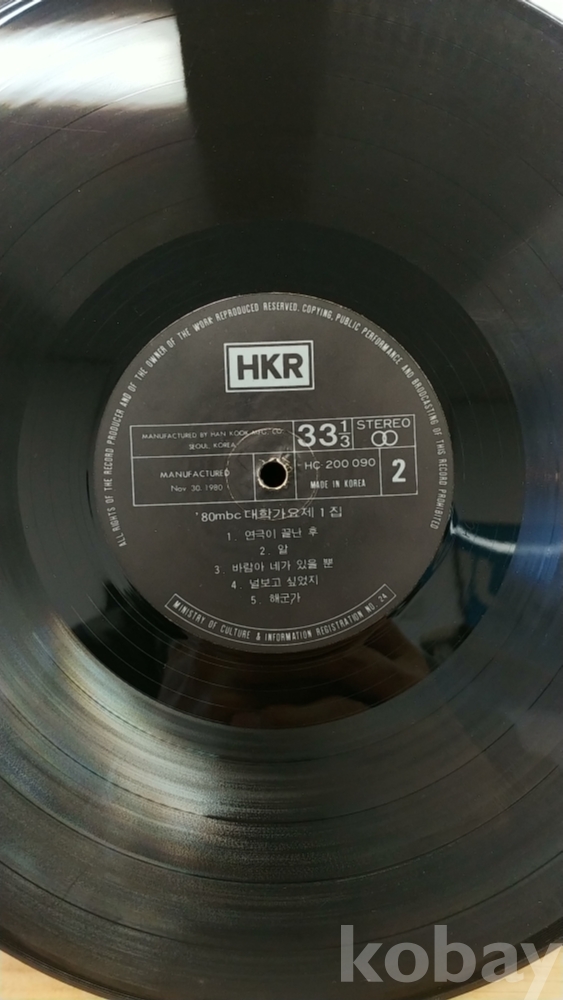 ALL RIGHTS OF THE RECORD PRODUCER AND OF THE OWNER OF THE WORK REPRODUCED RESERVED. COPYING, PUBLIC PERFORMANCE AND BROADCASTING OF THIS RECORD PROHIBITED
HKR
MANUFACTURED BY HAN KOOK MFG., CO.
SEOUL, KOREA
33 1/3
STEREO
MANUFACTURED
Nov. 30. 1980
HC 200 090
MADE IN KOREA
2
'80mbc 대학가요제 1 집
1. 연극이 끝난 후
2. 알
3. 바람아 네가 있을 뿐
4. 널보고 싶었지
5. 해군가
MINISTRY OF CULTURE & INFORMATION REGISTRATION NO. 24
kobay